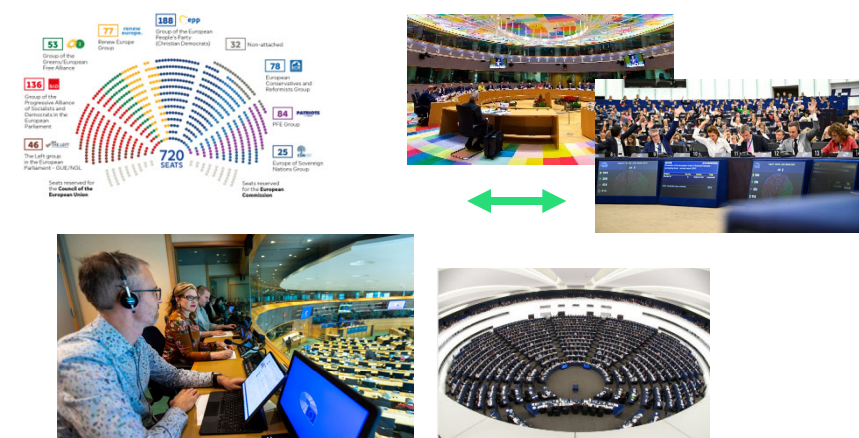 188 epp
Group of the European
People's Party
(Christian Democrats)
77 renew
europe.
Renew Europe
Group
32 Non-attached
53
Group of the
Greens/European
Free Alliance
78
European
Conservatives and
Reformists Group
136 S&D
Group of the
Progressive Alliance
of Socialists and
Democrats in the
European
Parliament
84 PATRIOTS
PfE Group
46
The Left group
in the European
Parliament - GUE/NGL
25
Europe of Sovereign
Nations Group
720
SEATS
Seats reserved for
the Council of the
European Union
Seats reserved
for the European
Commission